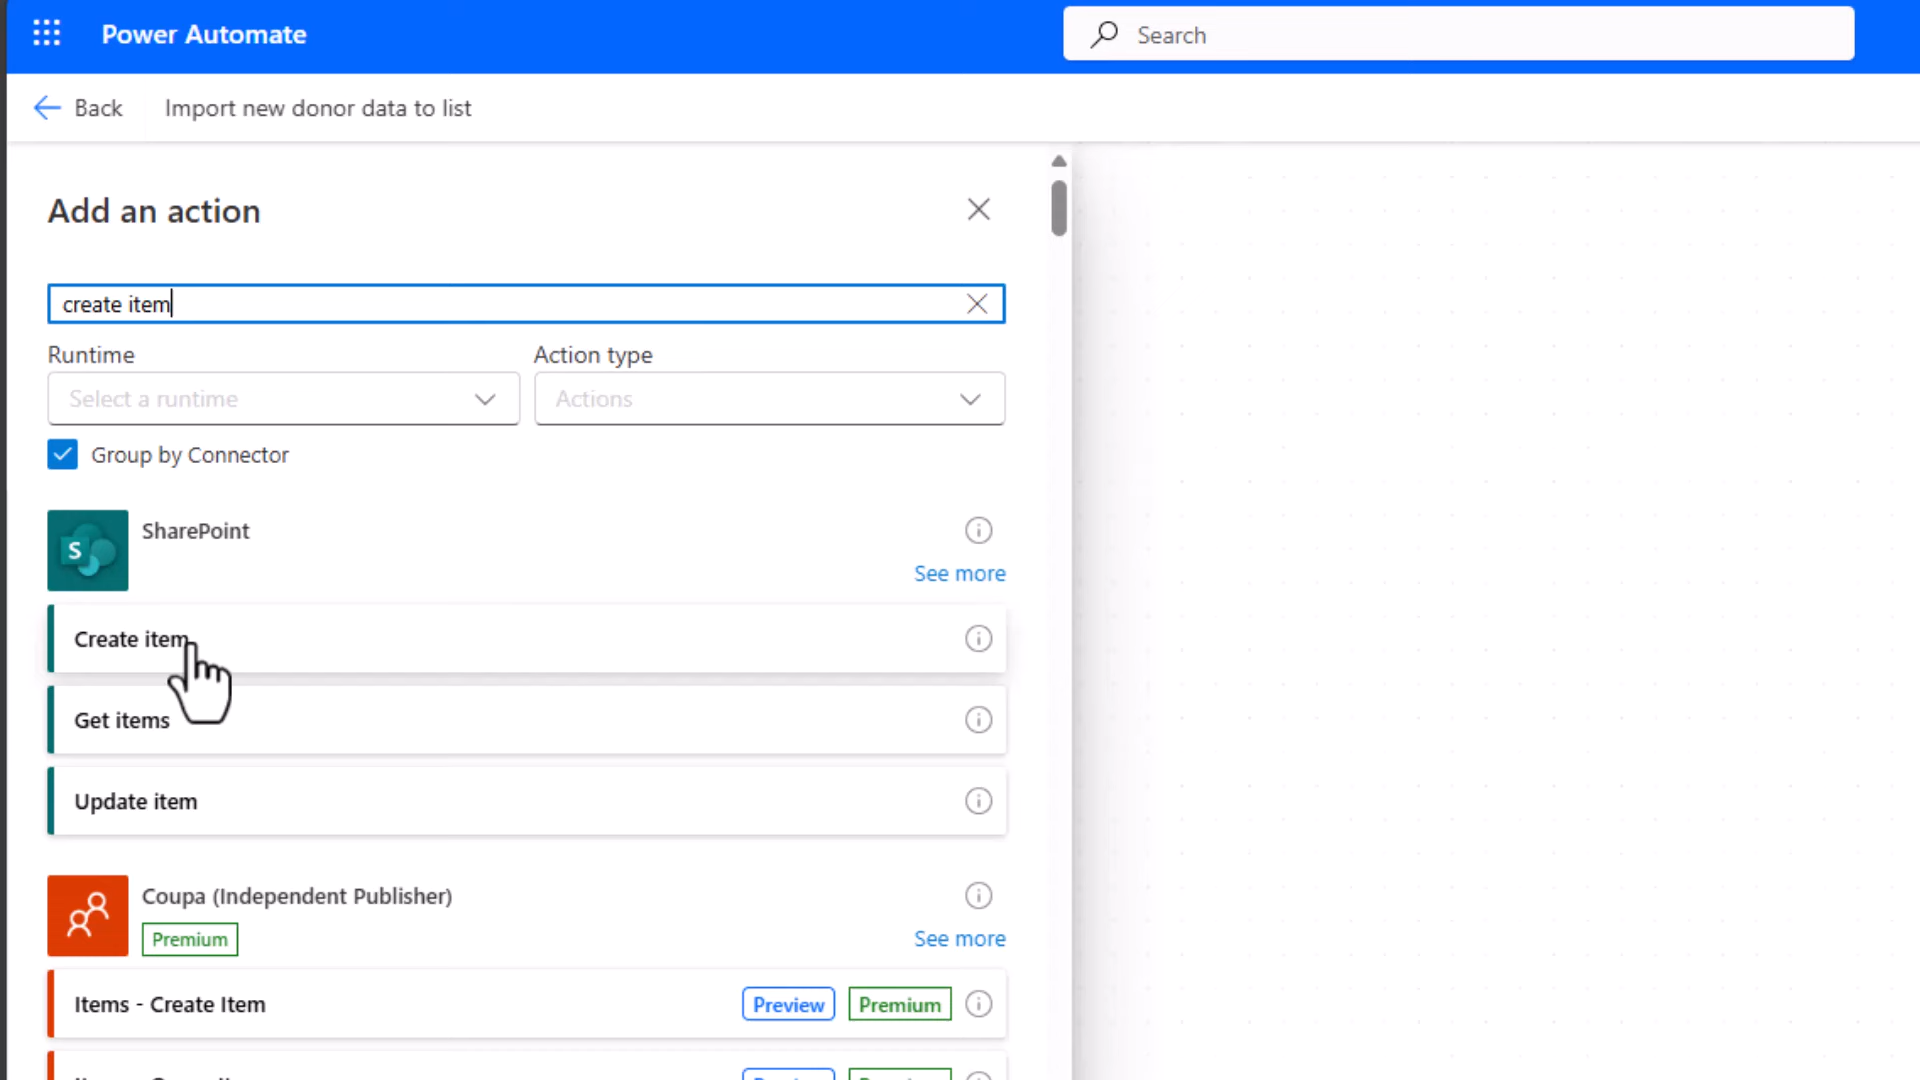 Power Automate
Search
Back
Import new donor data to list
Add an action
create item
Runtime
Action type
Select a runtime
Actions
Group by Connector
S
SharePoint
See more
Create item
Get items
Update item
Coupa (Independent Publisher)
Premium
See more
Items - Create Item
Preview
Premium